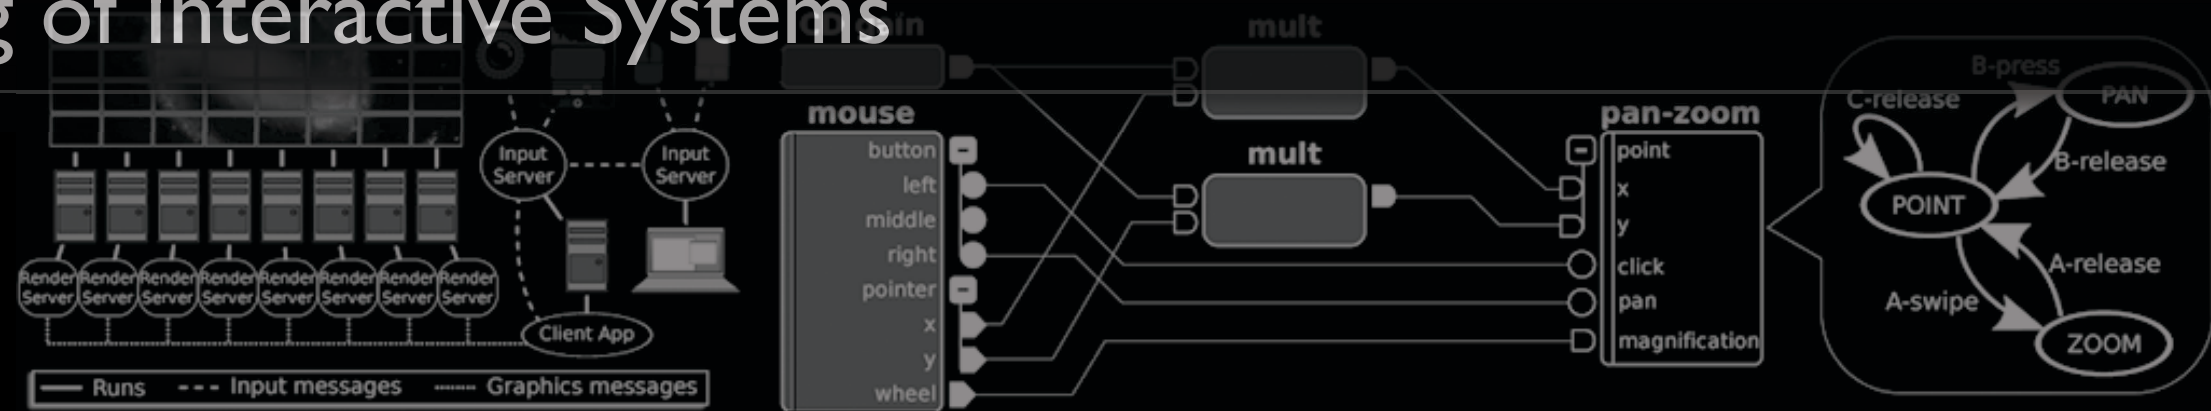 g of Interactive Systems
mult
mouse
button
left
middle
right
pointer
x
y
wheel
mult
pan-zoom
point
x
y
click
pan
magnification
B-press
PAN
C-release
B-release
POINT
A-release
A-swipe
ZOOM
Input
Server
Input
Server
Render
Server
Render
Server
Render
Server
Render
Server
Render
Server
Render
Server
Render
Server
Render
Server
Client App
Runs
Input messages
Graphics messages